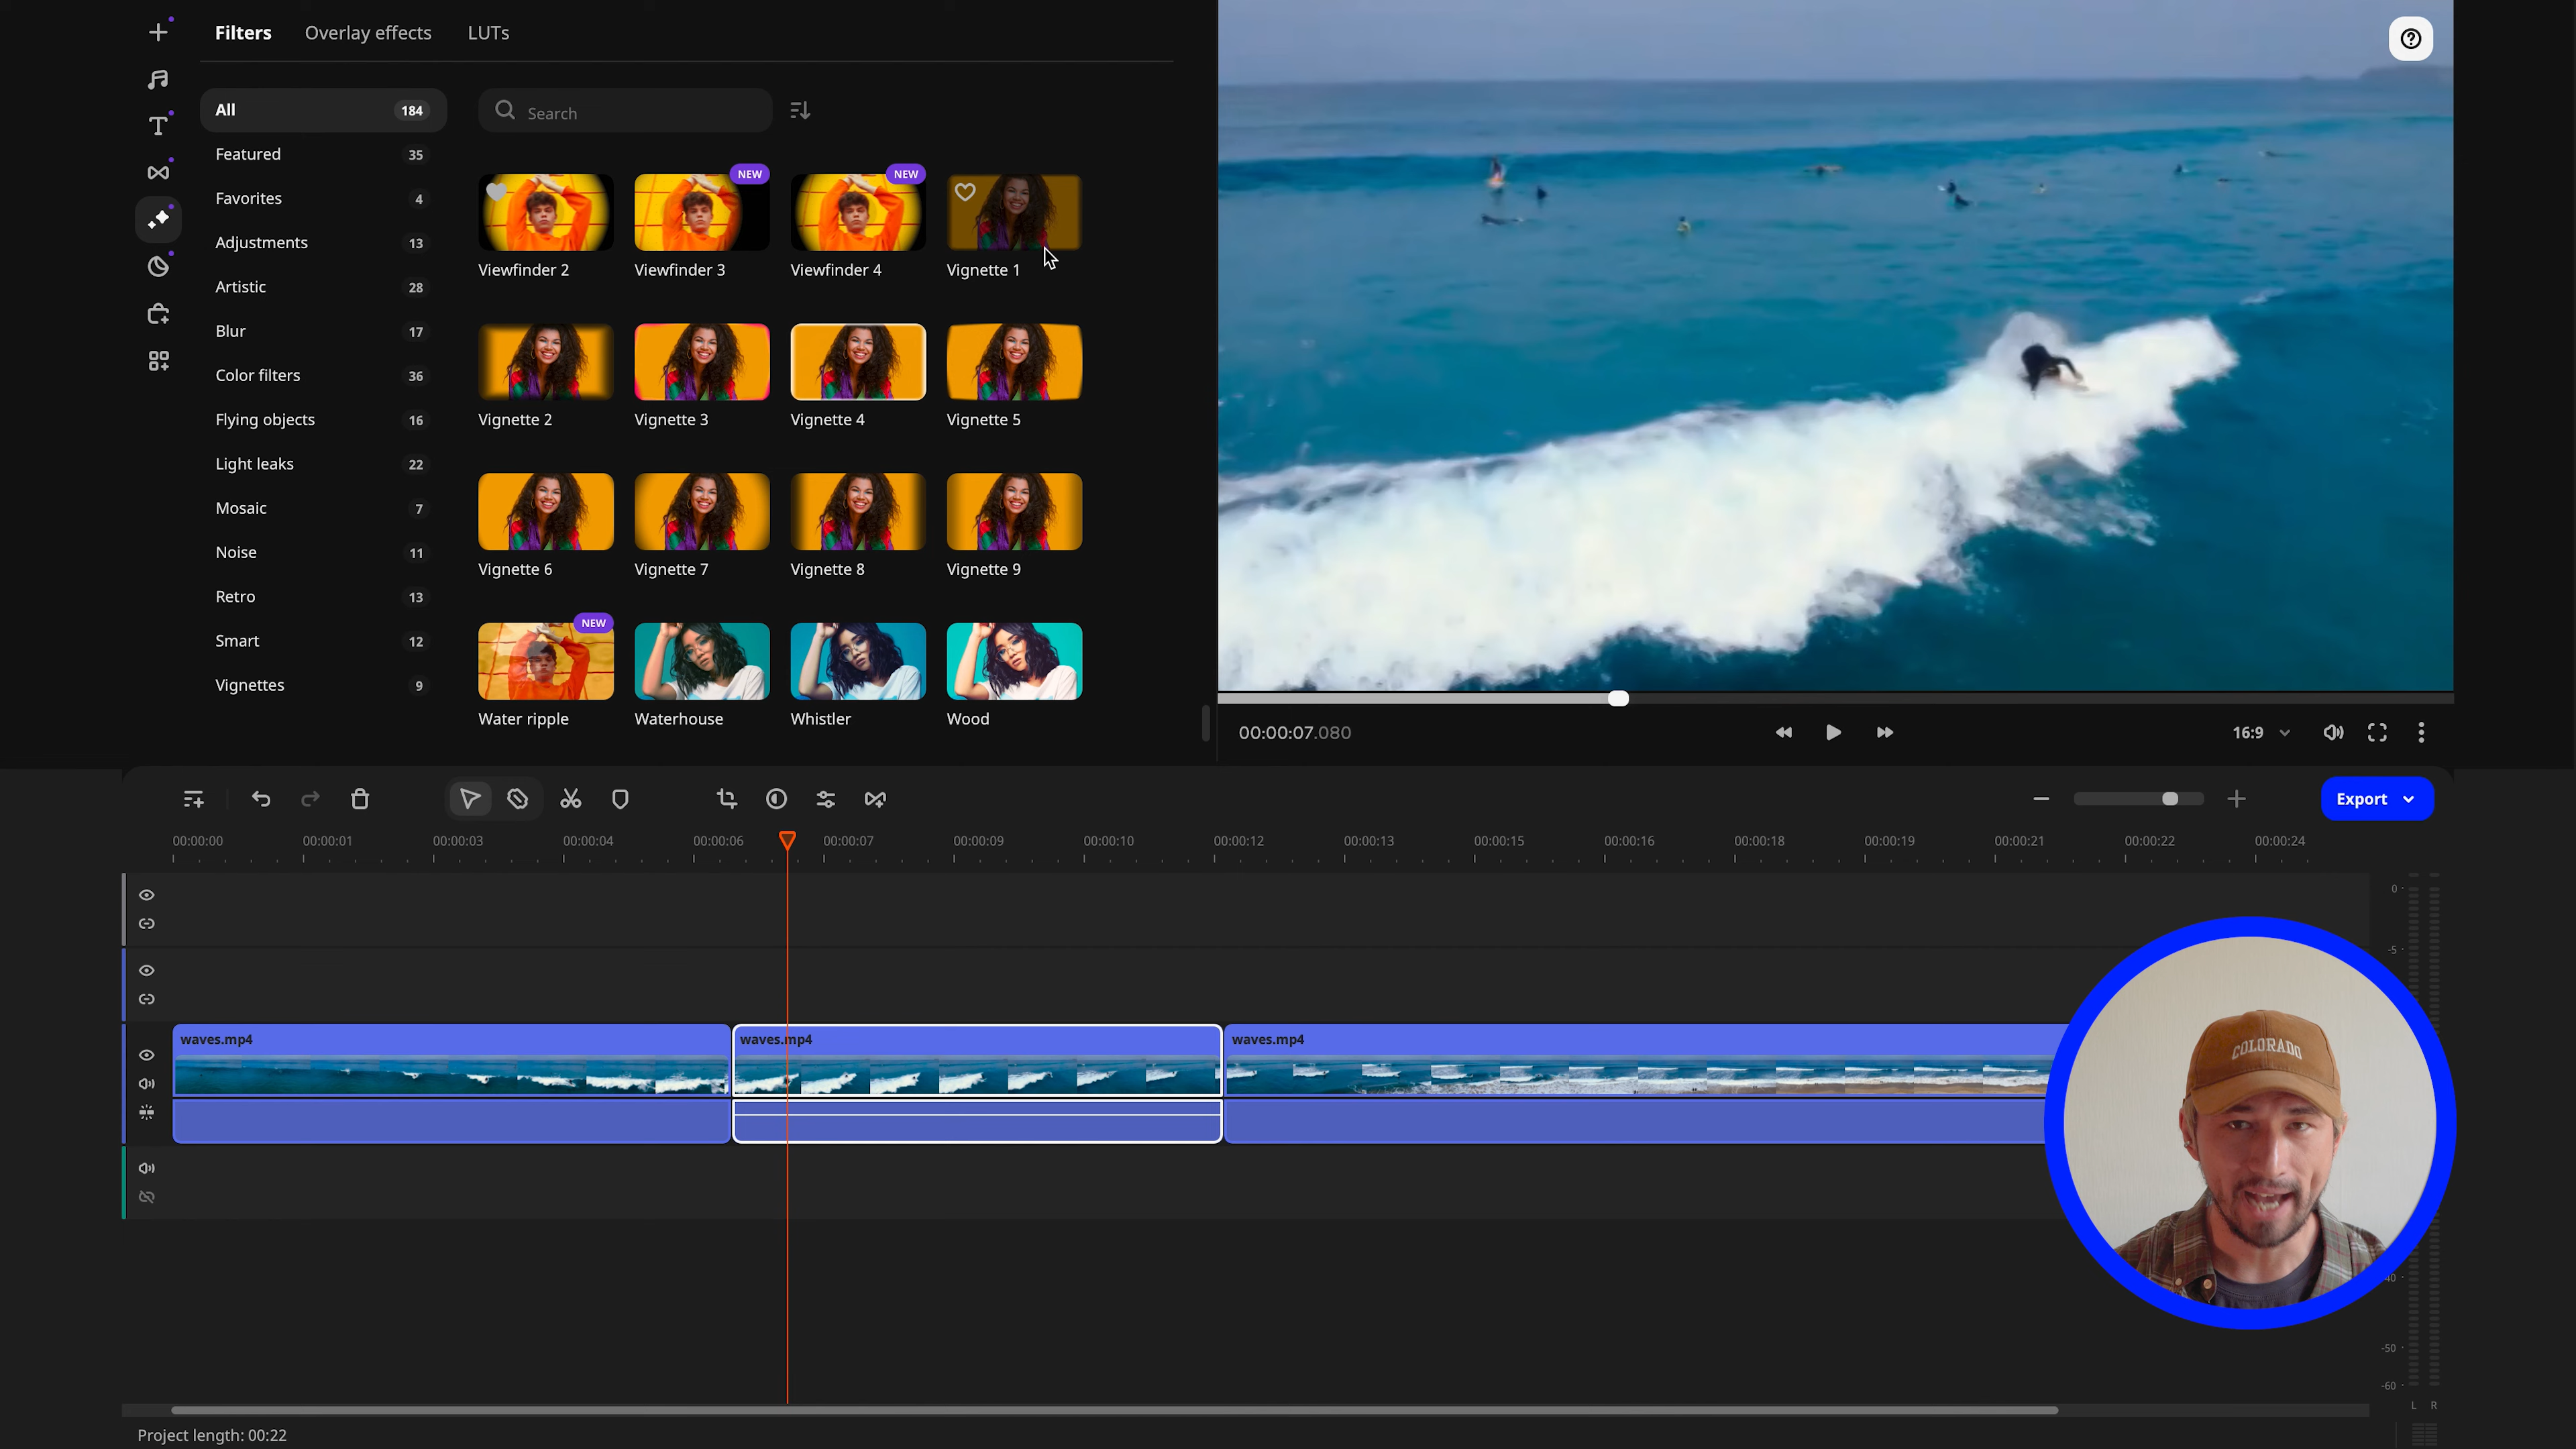 Filters Overlay effects LUTs
All 184
Search
Featured 35
Favorites 4
Adjustments 13
Artistic 28
Blur 17
Color filters 36
Flying objects 16
Light leaks 22
Mosaic 7
Noise 11
Retro 13
Smart 12
Vignettes 9
NEW NEW
Viewfinder 2 Viewfinder 3 Viewfinder 4 Vignette 1
Vignette 2 Vignette 3 Vignette 4 Vignette 5
Vignette 6 Vignette 7 Vignette 8 Vignette 9
NEW
Water ripple Waterhouse Whistler Wood
00:00:07.080
16:9
Export
00:00:00 00:00:01 00:00:03 00:00:04 00:00:06 00:00:07 00:00:09 00:00:10 00:00:12 00:00:13 00:00:15 00:00:16 00:00:18 00:00:19 00:00:21 00:00:22 00:00:24
0
-5
waves.mp4 waves.mp4 waves.mp4
COLORADO
-50
-60
L R
Project length: 00:22